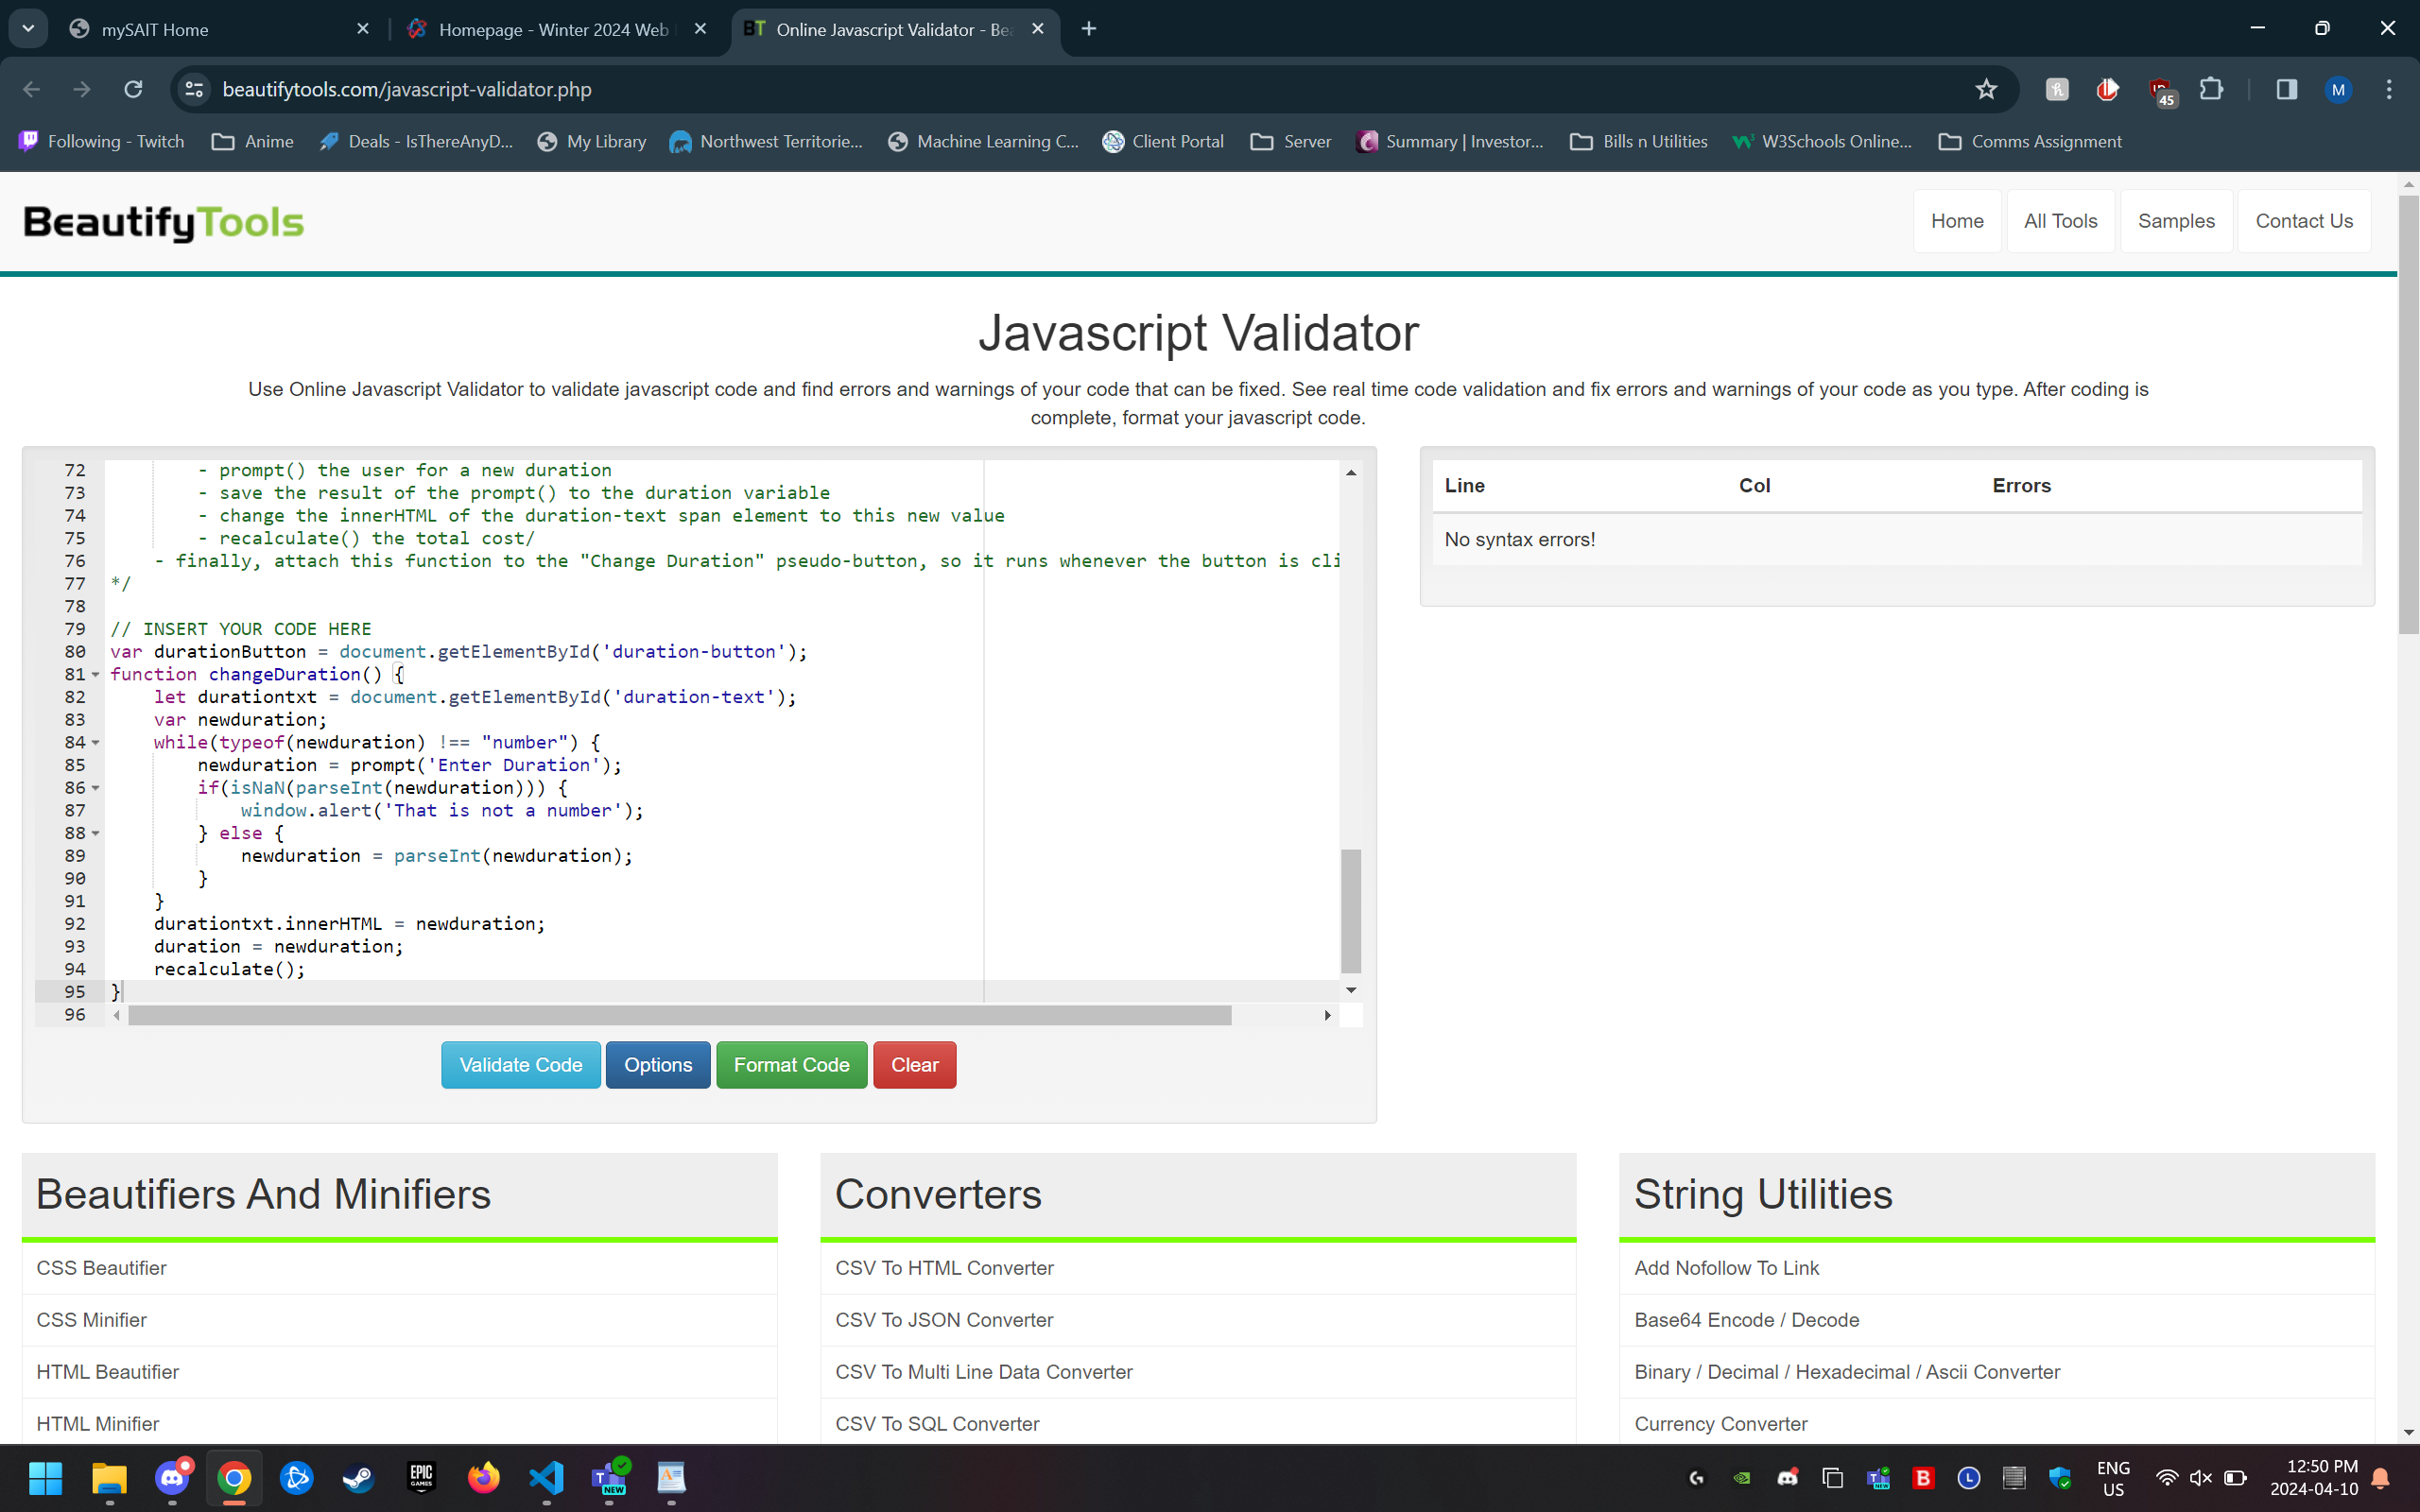 mySAIT Home
Homepage - Winter 2024 Web
BT Online Javascript Validator - Bea
beautifytools.com/javascript-validator.php
45
M
Following - Twitch
Anime
Deals - IsThereAnyD...
My Library
Northwest Territorie...
Machine Learning C...
Client Portal
Server
Summary | Investor...
Bills n Utilities
W3Schools Online...
Comms Assignment
BeautifyTools
Home
All Tools
Samples
Contact Us
Javascript Validator
Use Online Javascript Validator to validate javascript code and find errors and warnings of your code that can be fixed. See real time code validation and fix errors and warnings of your code as you type. After coding is
complete, format your javascript code.
72 - prompt() the user for a new duration
73 - save the result of the prompt() to the duration variable
74 - change the innerHTML of the duration-text span element to this new value
75 - recalculate() the total cost/
76 - finally, attach this function to the "Change Duration" pseudo-button, so it runs whenever the button is cli
77 */
78
79 // INSERT YOUR CODE HERE
80 var durationButton = document.getElementById('duration-button');
81 function changeDuration() {
82 let durationtxt = document.getElementById('duration-text');
83 var newduration;
84 while(typeof(newduration) !== "number") {
85 newduration = prompt('Enter Duration');
86 if(isNaN(parseInt(newduration))) {
87 window.alert('That is not a number');
88 } else {
89 newduration = parseInt(newduration);
90 }
91 }
92 durationtxt.innerHTML = newduration;
93 duration = newduration;
94 recalculate();
95 }
96
Line Col Errors
No syntax errors!
Validate Code
Options
Format Code
Clear
Beautifiers And Minifiers
CSS Beautifier
CSS Minifier
HTML Beautifier
HTML Minifier
Converters
CSV To HTML Converter
CSV To JSON Converter
CSV To Multi Line Data Converter
CSV To SQL Converter
String Utilities
Add Nofollow To Link
Base64 Encode / Decode
Binary / Decimal / Hexadecimal / Ascii Converter
Currency Converter
EPIC
GAMES
NEW
ENG
US
12:50 PM
2024-04-10